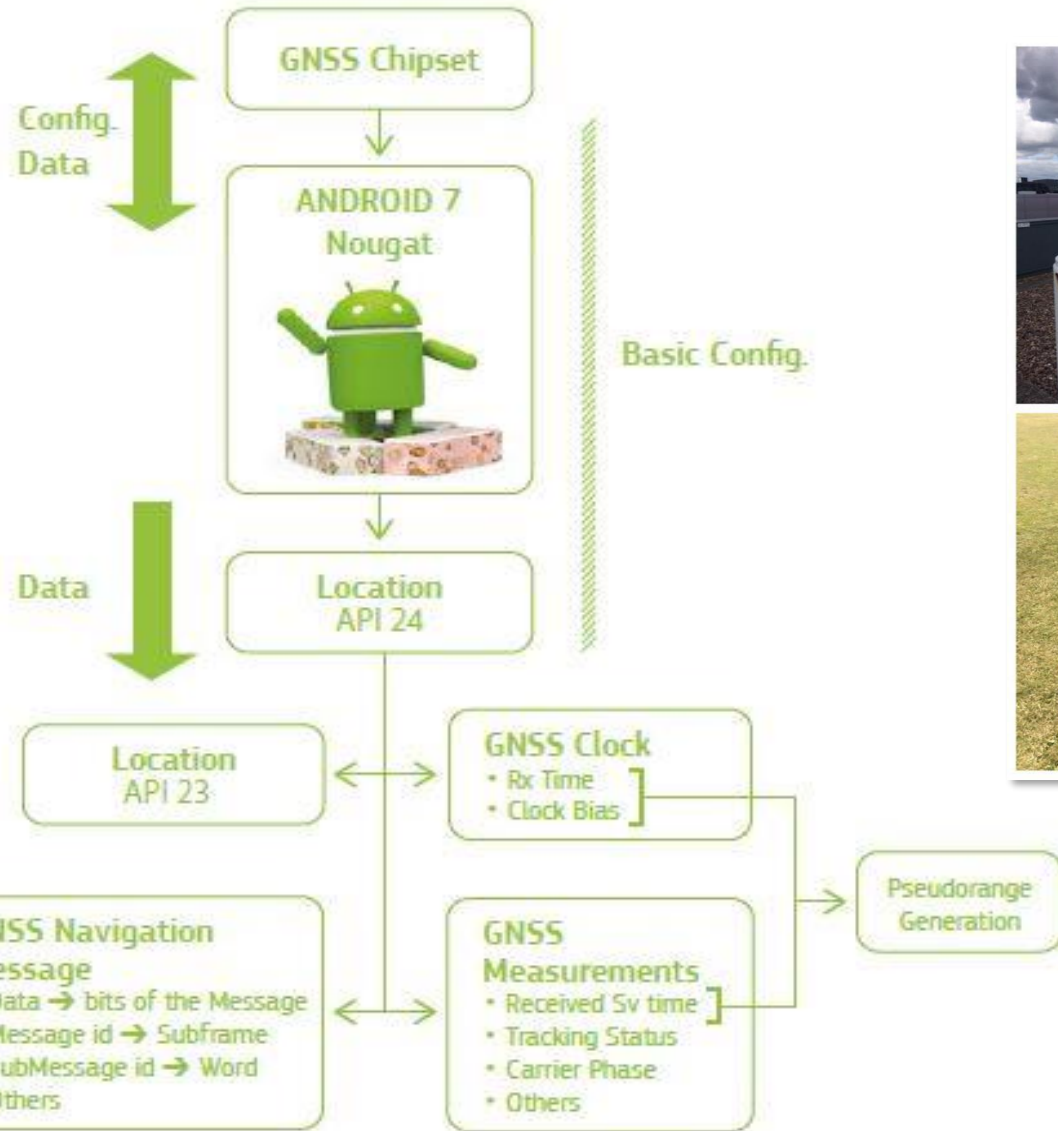 GNSS Chipset
Config.
Data
ANDROID 7
Nougat
Basic Config.
Data
Location
API 24
Location
API 23
GNSS Clock
• Rx Time
• Clock Bias
Pseudorange
Generation
NSS Navigation
essage
Data → bits of the Message
Message id → Subframe
ubMessage id → Word
Others
GNSS
Measurements
• Received Sv time
• Tracking Status
• Carrier Phase
• Others